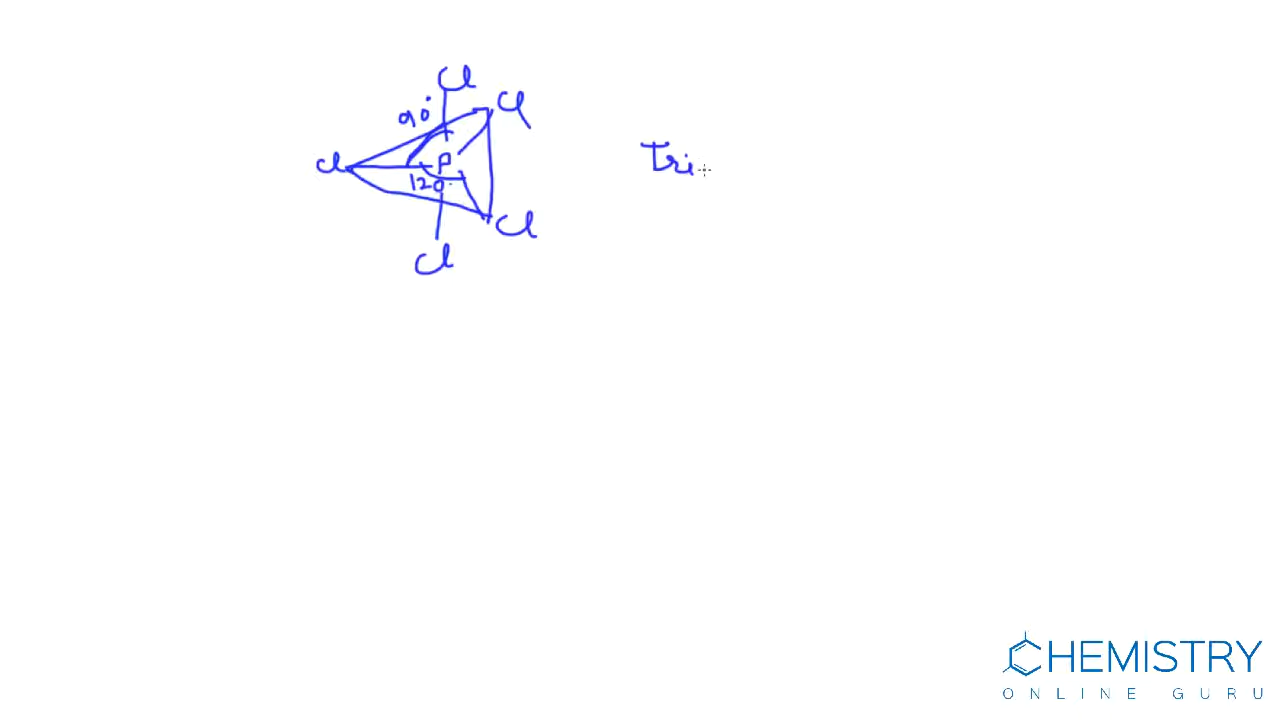 Cl
90° Cl
Cl P
120°
Cl
Cl
Tri
CHEMISTRY
ONLINE GURU